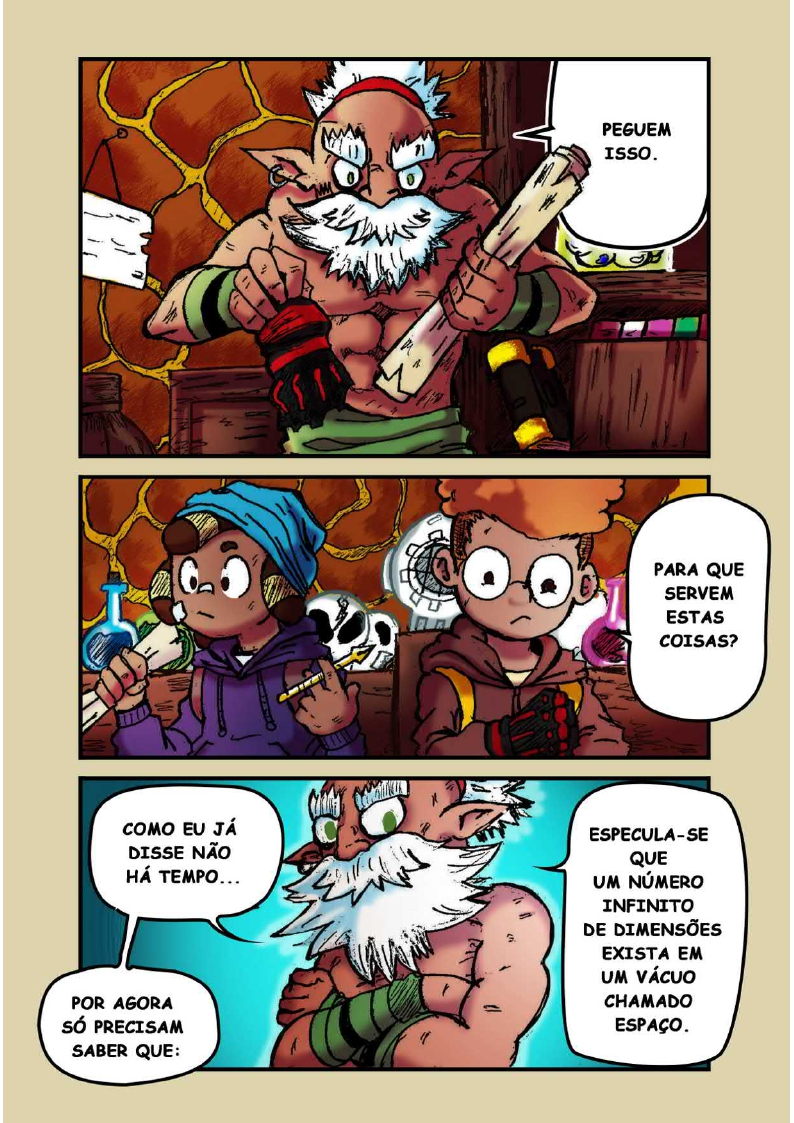 PEGUEM
ISSO.
PARA QUE
SERVEM
ESTAS
COISAS?
COMO EU JÁ
DISSE NÃO
HÁ TEMPO...
POR AGORA
SÓ PRECISAM
SABER QUE:
ESPECULA-SE
QUE
UM NÚMERO
INFINITO
DE DIMENSÕES
EXISTA EM
UM VÁCUO
CHAMADO
ESPAÇO.